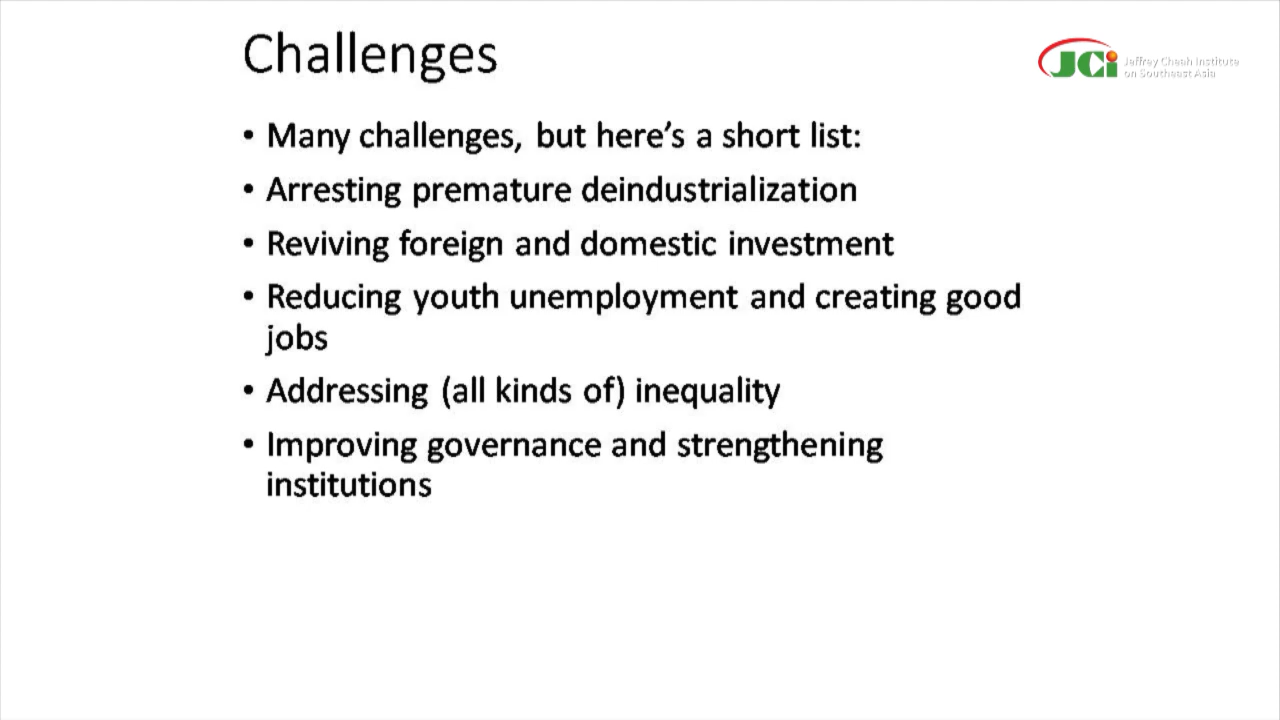 Challenges
JCi Jeffrey Cheah Institute
on Southeast Asia
• Many challenges, but here's a short list:
• Arresting premature deindustrialization
• Reviving foreign and domestic investment
• Reducing youth unemployment and creating good
jobs
• Addressing (all kinds of) inequality
• Improving governance and strengthening
institutions